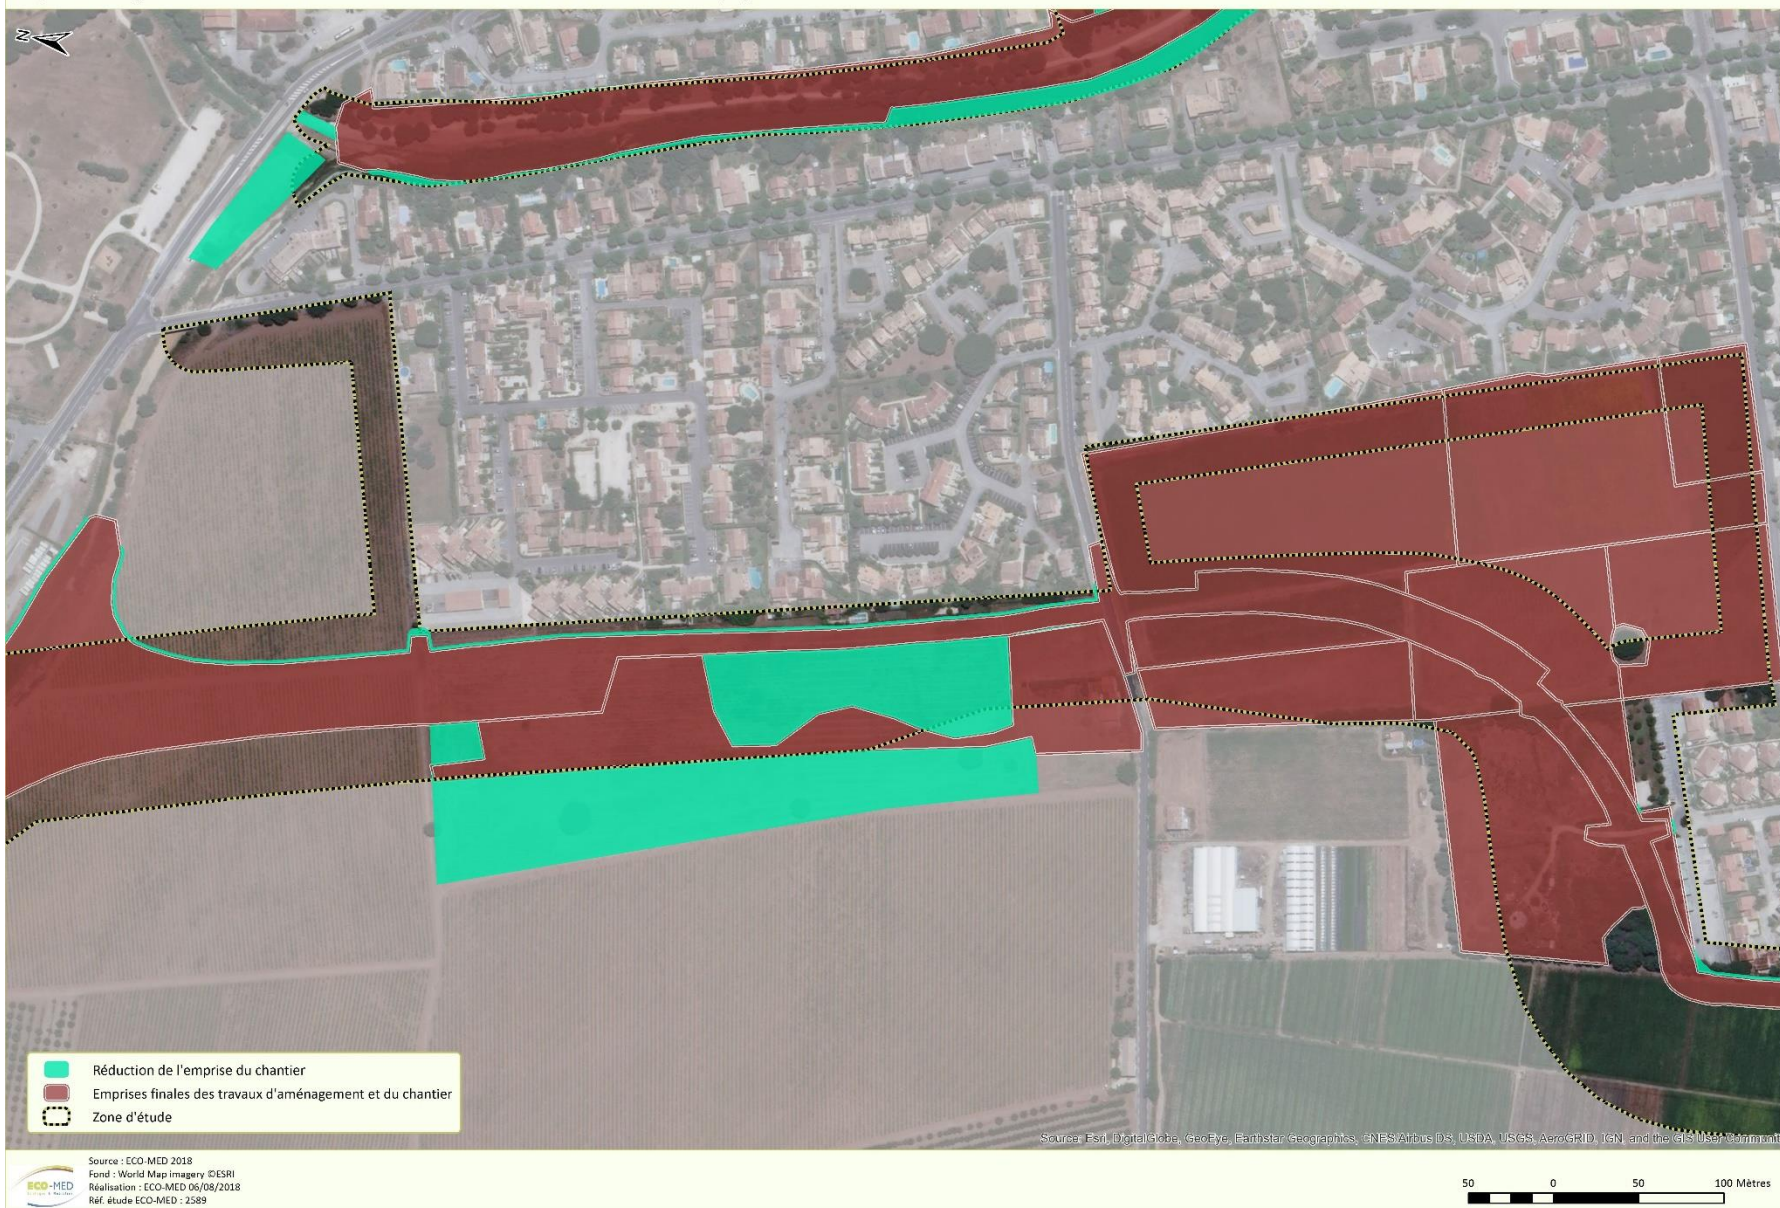 Z
Réduction de l'emprise du chantier
Emprises finales des travaux d'aménagement et du chantier
Zone d'étude
Source: Esri, DigitalGlobe, GeoEye, Earthstar Geographics, CNES/Airbus DS, USDA, USGS, AeroGRID, IGN, and the GIS User Communit
ECO-MED
Source : ECO-MED 2018
Fond : World Map imagery ©ESRI
Réalisation : ECO-MED 06/08/2018
Réf. étude ECO-MED : 2589
50 0 50 100 Mètres